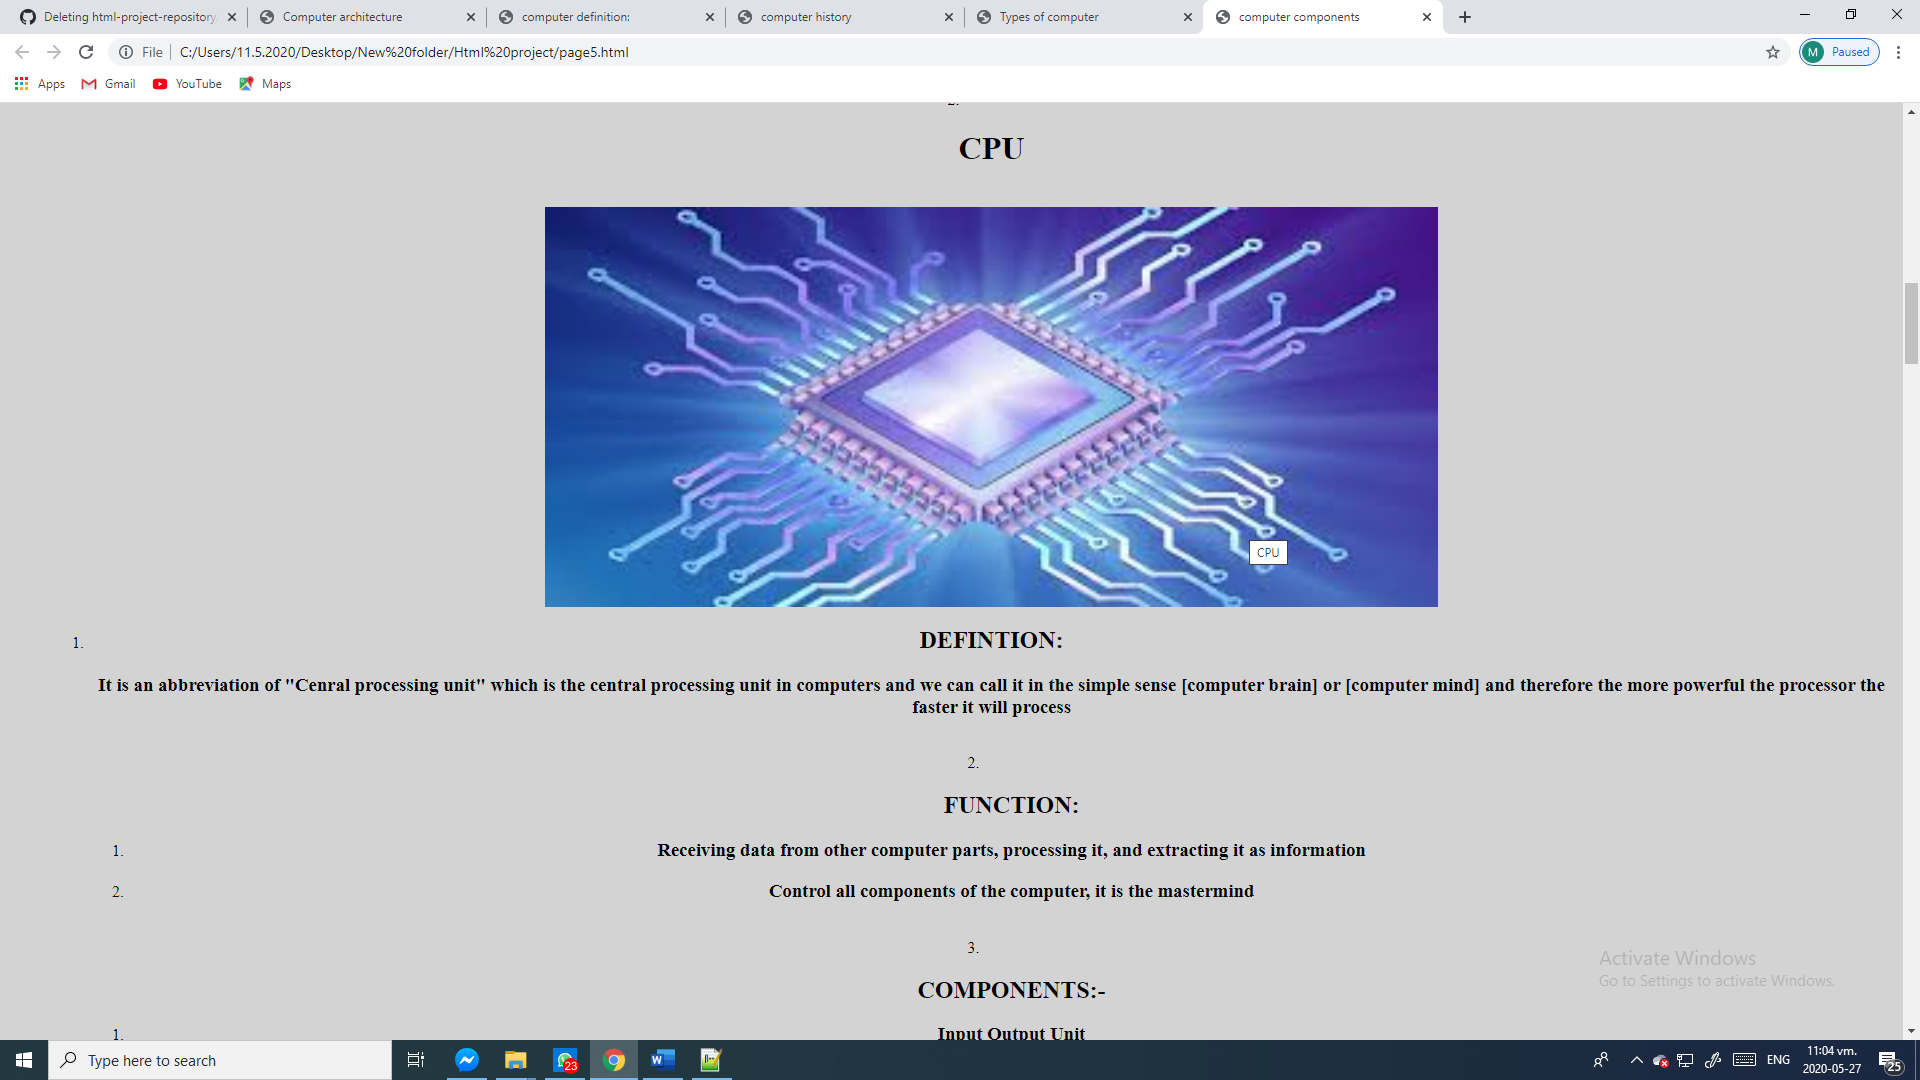 Deleting html-project-repository
Computer architecture
computer definition:
computer history
Types of computer
computer components
File
C:/Users/11.5.2020/Desktop/New%20folder/Html%20project/page5.html
M
Paused
Apps
Gmail
YouTube
Maps
2.
CPU
CPU
1.
DEFINTION:
It is an abbreviation of "Cenral processing unit" which is the central processing unit in computers and we can call it in the simple sense [computer brain] or [computer mind] and therefore the more powerful the processor the
faster it will process
2.
FUNCTION:
1. Receiving data from other computer parts, processing it, and extracting it as information
2. Control all components of the computer, it is the mastermind
3.
COMPONENTS:-
1. Input Output Unit
Activate Windows
Go to Settings to activate Windows.
Type here to search
23
W
ENG
11:04 vm.
2020-05-27
25